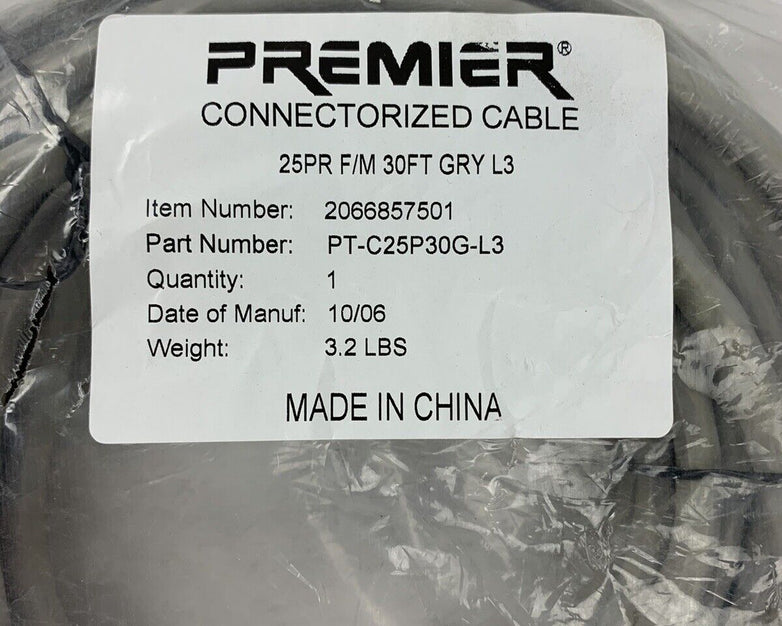 PREMIER®
CONNECTORIZED CABLE
25PR F/M 30FT GRY L3
Item Number: 2066857501
Part Number: PT-C25P30G-L3
Quantity: 1
Date of Manuf: 10/06
Weight: 3.2 LBS
MADE IN CHINA